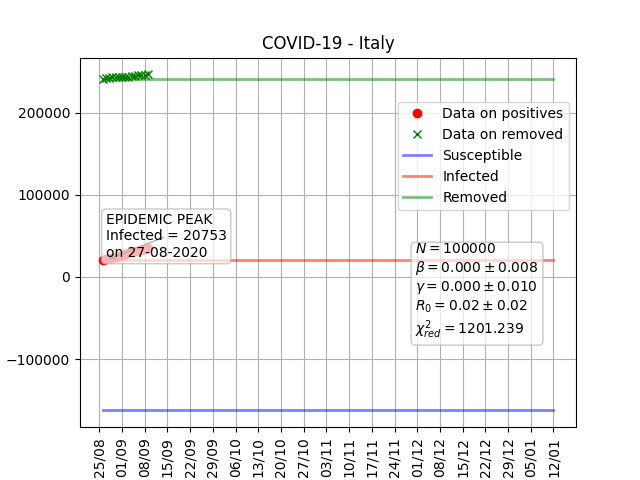 COVID-19 - Italy
200000
100000
0
−100000
Data on positives
Data on removed
Susceptible
Infected
Removed
EPIDEMIC PEAK
Infected = 20753
on 27-08-2020
N = 100000
β = 0.000 ± 0.008
γ = 0.000 ± 0.010
R₀ = 0.02 ± 0.02
χ²_red = 1201.239
25/08
01/09
08/09
15/09
22/09
29/09
06/10
13/10
20/10
27/10
03/11
10/11
17/11
24/11
01/12
08/12
15/12
22/12
29/12
05/01
12/01